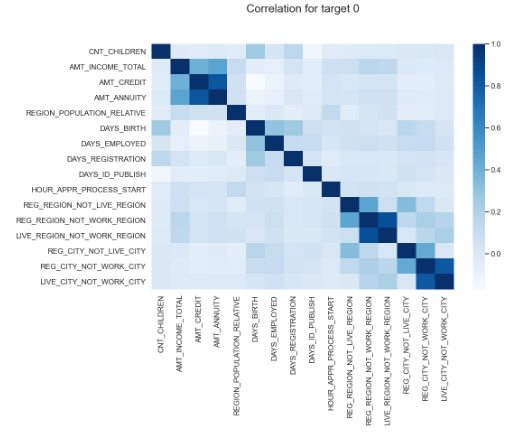 Correlation for target 0
CNT_CHILDREN
AMT_INCOME_TOTAL
AMT_CREDIT
AMT_ANNUITY
REGION_POPULATION_RELATIVE
DAYS_BIRTH
DAYS_EMPLOYED
DAYS_REGISTRATION
DAYS_ID_PUBLISH
HOUR_APPR_PROCESS_START
REG_REGION_NOT_LIVE_REGION
REG_REGION_NOT_WORK_REGION
LIVE_REGION_NOT_WORK_REGION
REG_CITY_NOT_LIVE_CITY
REG_CITY_NOT_WORK_CITY
LIVE_CITY_NOT_WORK_CITY
CNT_CHILDREN
AMT_INCOME_TOTAL
AMT_CREDIT
AMT_ANNUITY
REGION_POPULATION_RELATIVE
DAYS_BIRTH
DAYS_EMPLOYED
DAYS_REGISTRATION
DAYS_ID_PUBLISH
HOUR_APPR_PROCESS_START
REG_REGION_NOT_LIVE_REGION
REG_REGION_NOT_WORK_REGION
LIVE_REGION_NOT_WORK_REGION
REG_CITY_NOT_LIVE_CITY
REG_CITY_NOT_WORK_CITY
LIVE_CITY_NOT_WORK_CITY
1.0
0.8
0.6
0.4
0.2
0.0